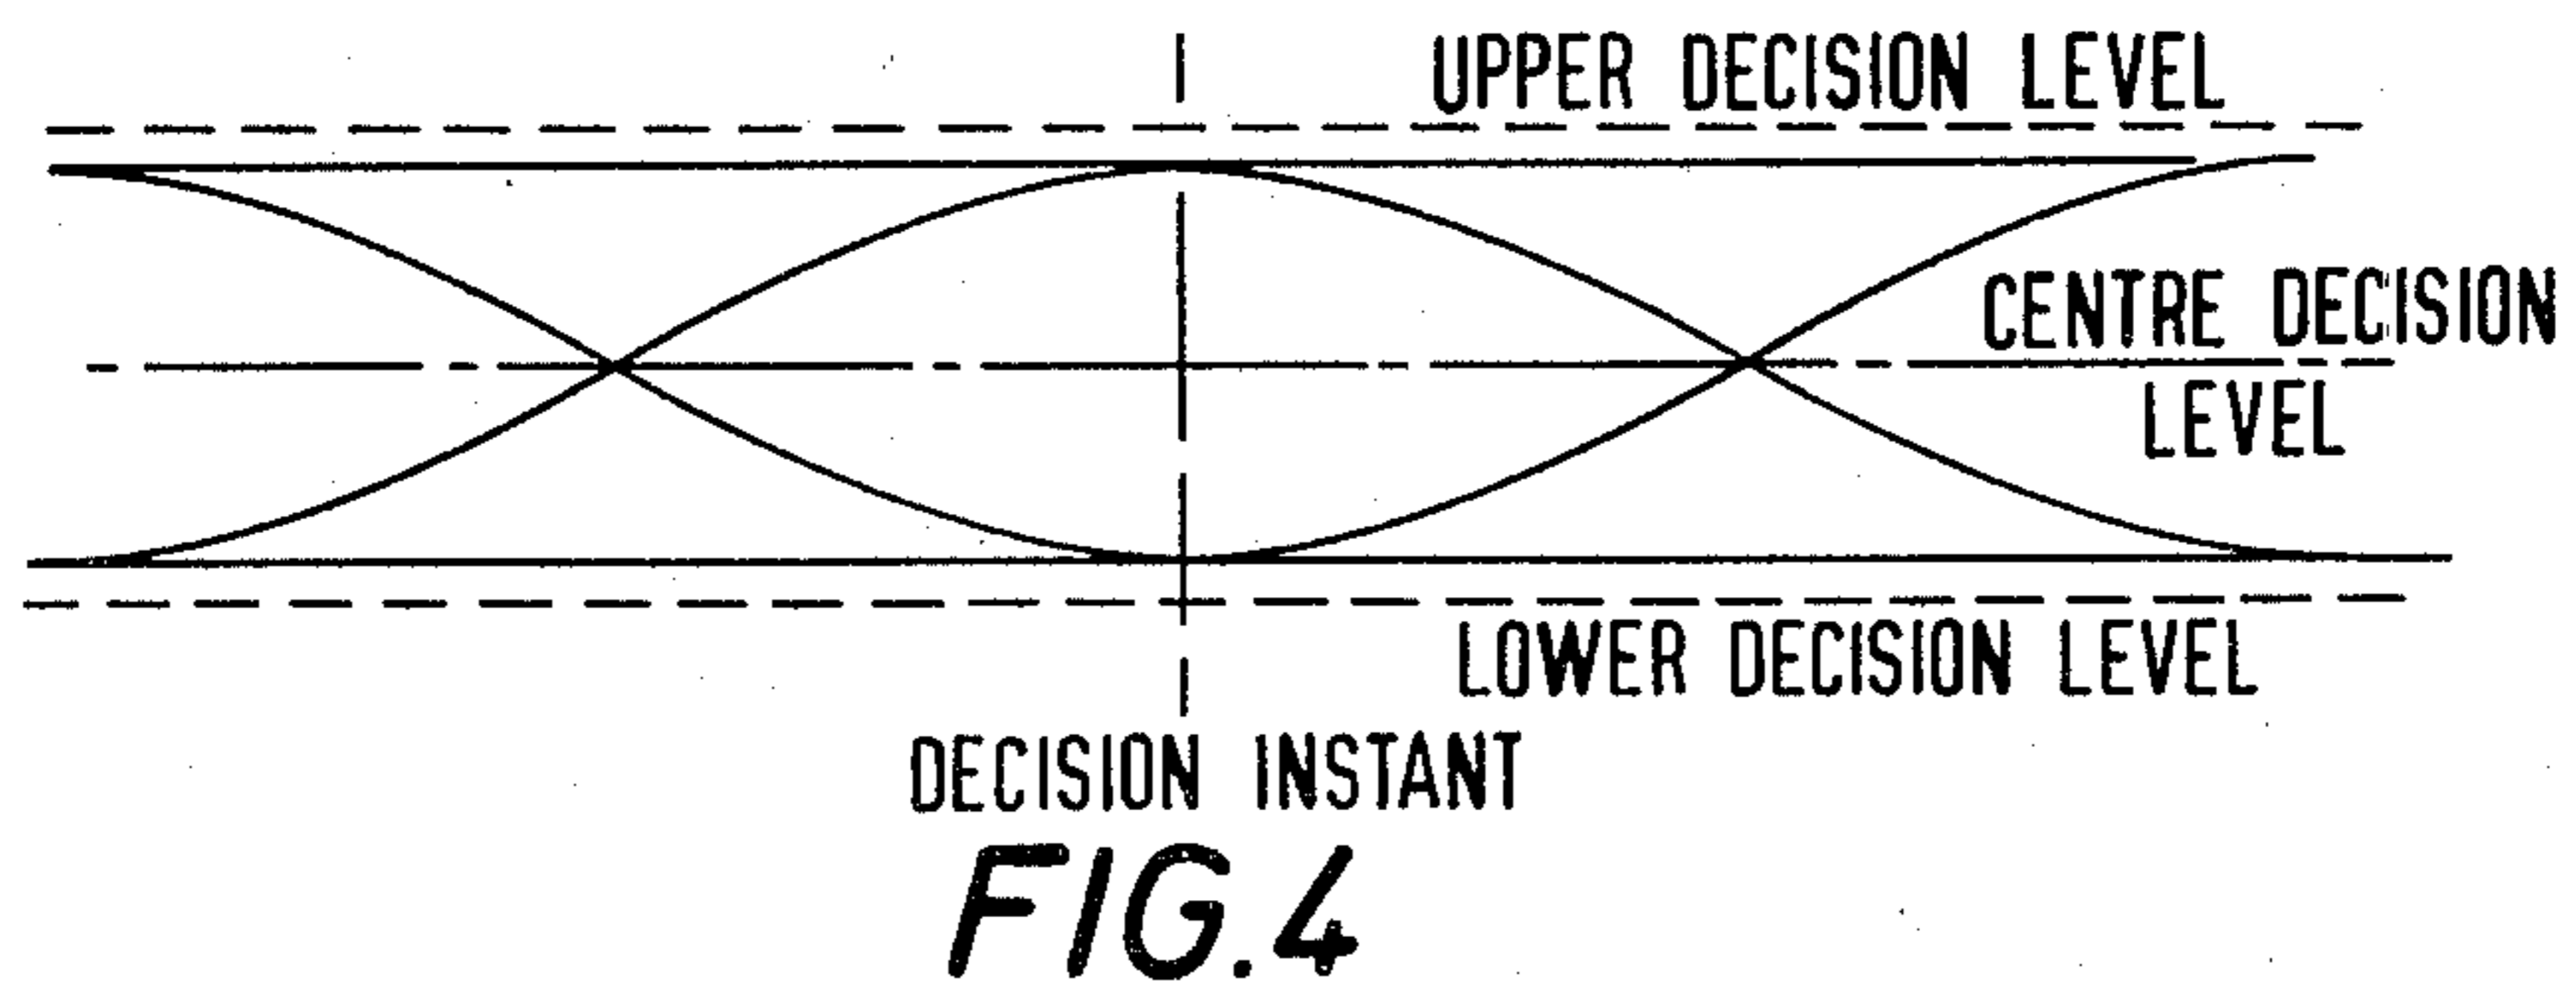 UPPER DECISION LEVEL
CENTRE DECISION
LEVEL
LOWER DECISION LEVEL
DECISION INSTANT
FIG.4